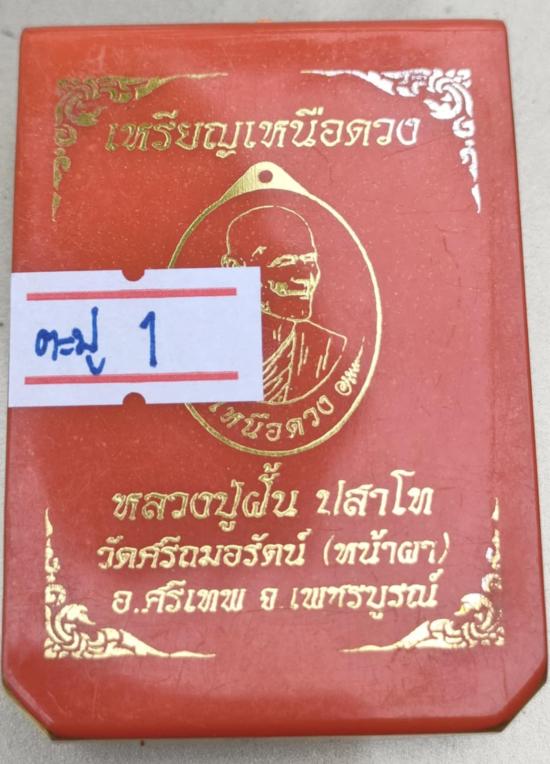 เหรียญเหนือดวง
ตะปู 1
เหนือดวง
หลวงปู่ฝั้น ปสาโท
วัดศรีถมอรัตน์ (หน้าผา)
อ.ศรีเทพ จ.เพชรบูรณ์